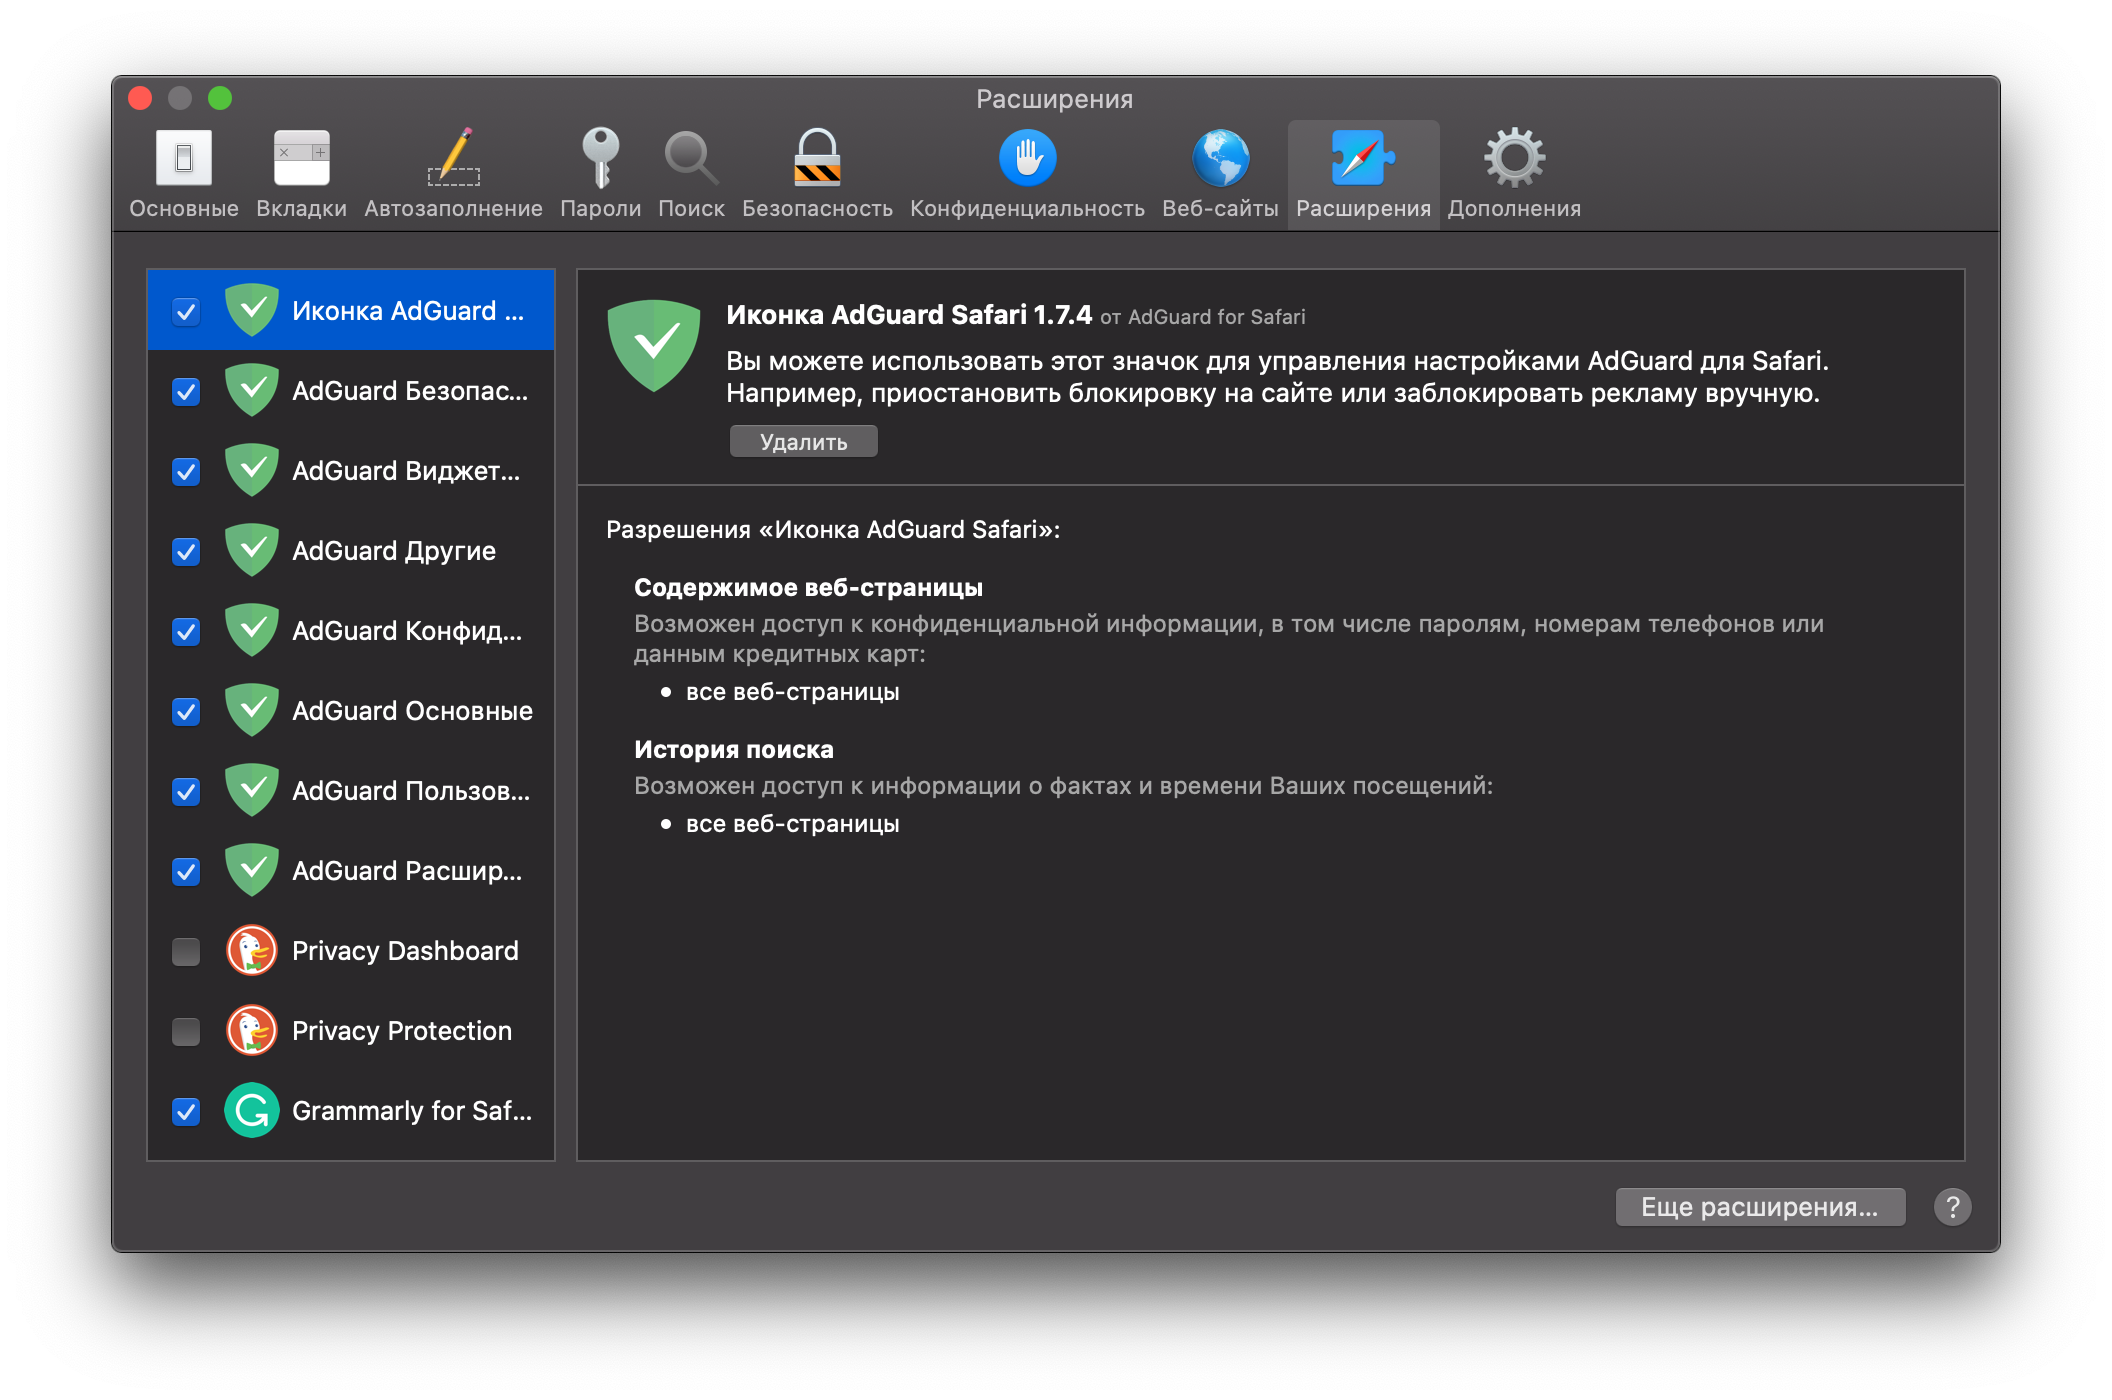 Расширения
Основные
Вкладки
Автозаполнение
Пароли
Поиск
Безопасность
Конфиденциальность
Веб-сайты
Расширения
Дополнения
Иконка AdGuard ...
AdGuard Безопас...
AdGuard Виджет...
AdGuard Другие
AdGuard Конфид...
AdGuard Основные
AdGuard Пользов...
AdGuard Расшир...
Privacy Dashboard
Privacy Protection
Grammarly for Saf...
Иконка AdGuard Safari 1.7.4 от AdGuard for Safari
Вы можете использовать этот значок для управления настройками AdGuard для Safari.
Например, приостановить блокировку на сайте или заблокировать рекламу вручную.
Удалить
Разрешения «Иконка AdGuard Safari»:
Содержимое веб-страницы
Возможен доступ к конфиденциальной информации, в том числе паролям, номерам телефонов или
данным кредитных карт:
• все веб-страницы
История поиска
Возможен доступ к информации о фактах и времени Ваших посещений:
• все веб-страницы
Еще расширения...
?